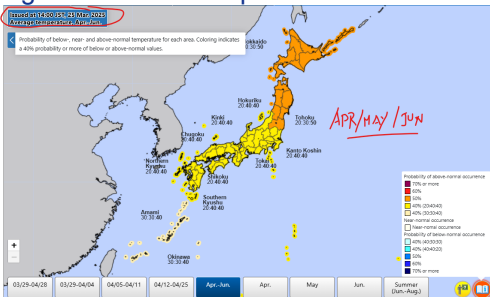 Issued on 14:00 JST, 25 Mar 2025
Average temperature, Apr.-Jun.
Probability of below-, near- and above-normal temperature for each area. Coloring indicates
a 40% probability or more of below or above-normal values.
Hokkaido
20:30:50
Hokuriku
20:40:40
Tohoku
20:30:50
APR/MAY/JUN
Kinki
20:40:40
Chugoku
20:40:40
Kanto Koshin
20:40:40
Tokai
20:40:40
Northern
Kyushu
20:40:40
Shikoku
20:40:40
Southern
Kyushu
20:40:40
Amami
30:30:40
Okinawa
30:30:40
Probability of above-normal occurrence
70% or more
60%
50%
40% (20:40:40)
40% (30:30:40)
Near-normal occurrence
Near-normal occurrence
Probability of below-normal occurrence
40% (40:30:30)
40% (40:40:20)
50%
60%
70% or more
+
−
03/29-04/28
03/29-04/04
04/05-04/11
04/12-04/25
Apr.-Jun.
Apr.
May
Jun.
Summer
(Jun.-Aug.)